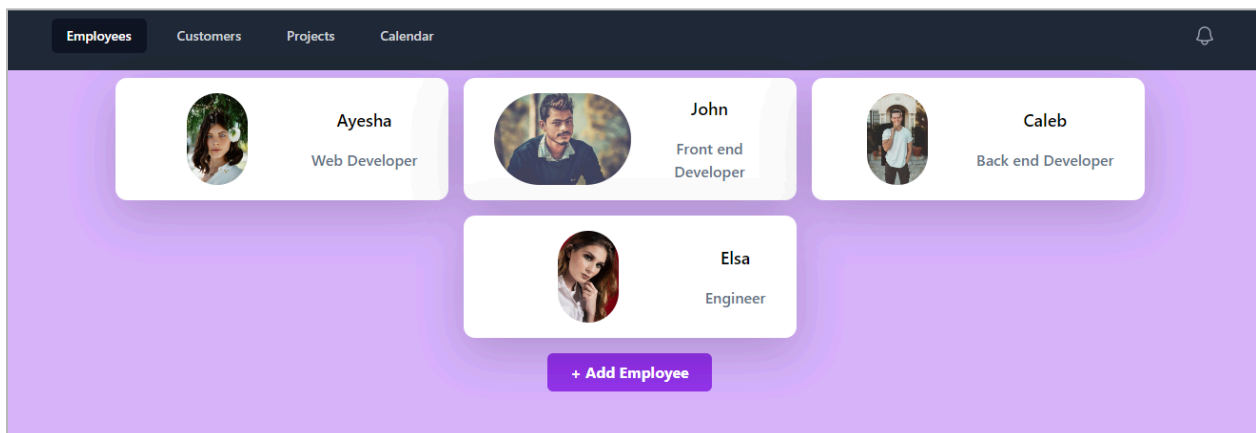 Employees Customers Projects Calendar
Ayesha
Web Developer
John
Front end
Developer
Caleb
Back end Developer
Elsa
Engineer
+ Add Employee